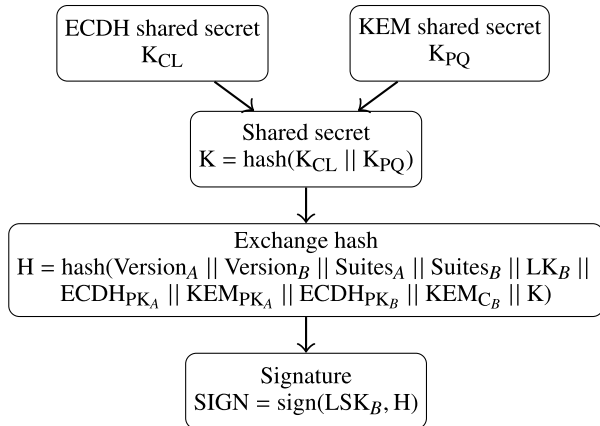 ECDH shared secret
K_CL
KEM shared secret
K_PQ
Shared secret
K = hash(K_CL || K_PQ)
Exchange hash
H = hash(Version_A || Version_B || Suites_A || Suites_B || LK_B ||
ECDH_PK_A || KEM_PK_A || ECDH_PK_B || KEM_C_B || K)
Signature
SIGN = sign(LSK_B, H)